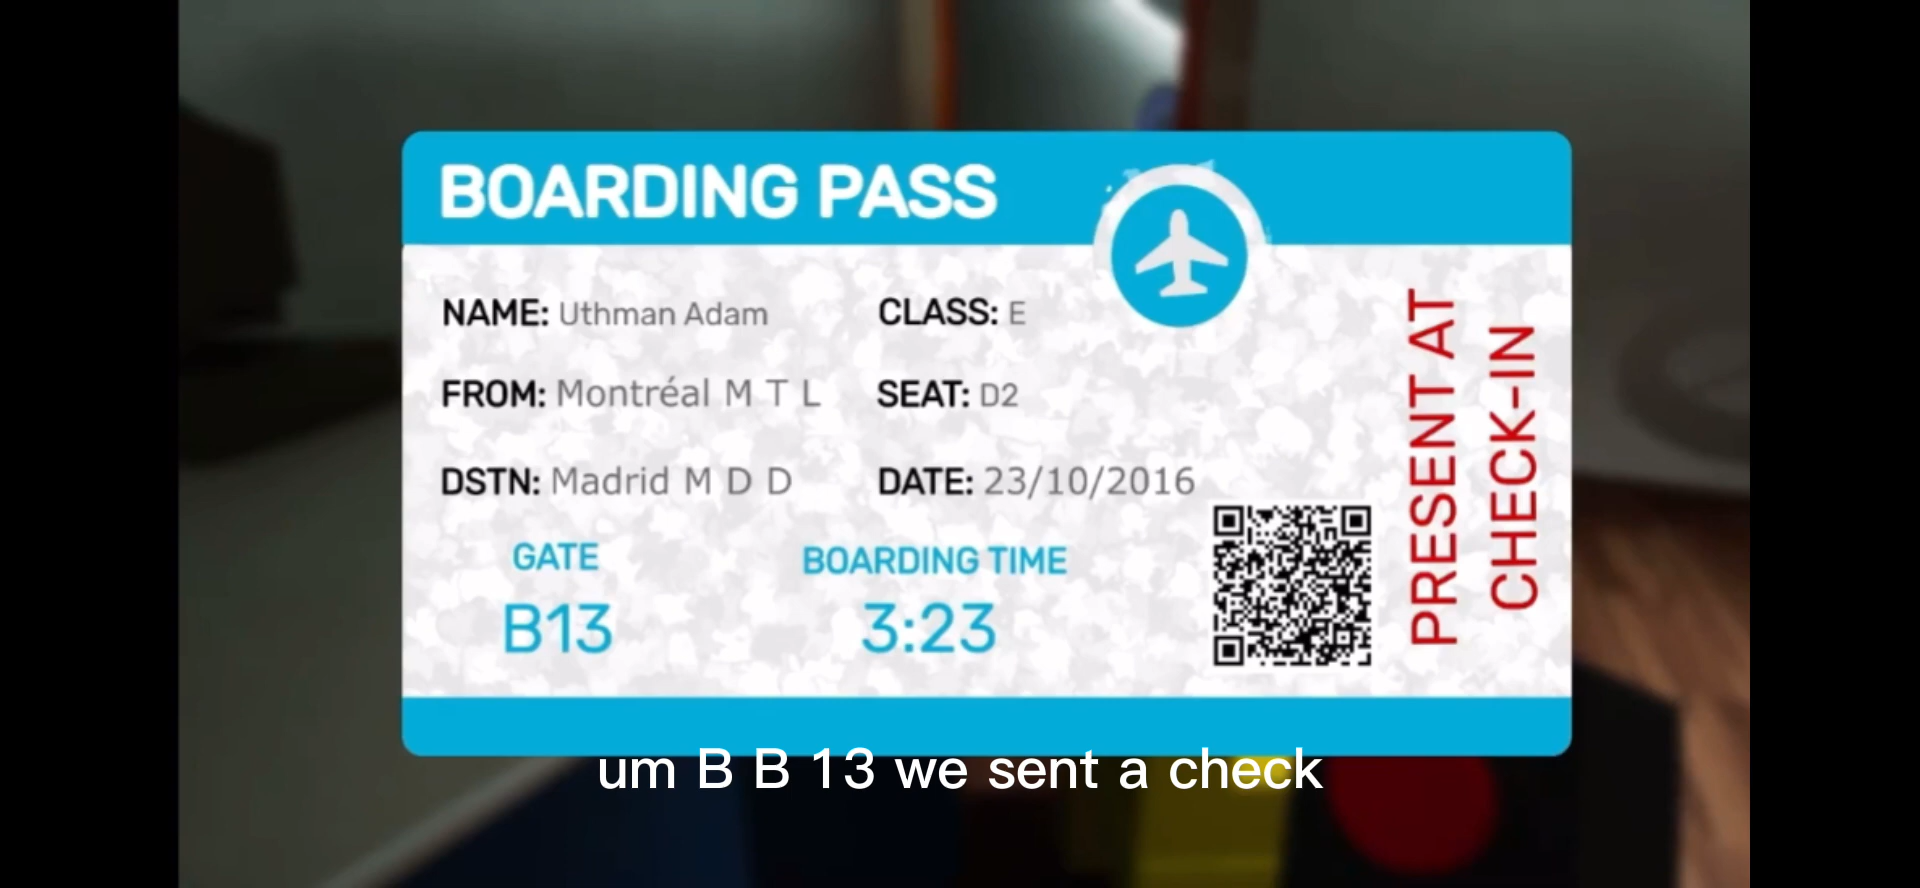 BOARDING PASS
NAME: Uthman Adam
CLASS: E
FROM: Montréal M T L
SEAT: D2
DSTN: Madrid M D D
DATE: 23/10/2016
GATE
B13
BOARDING TIME
3:23
PRESENT AT
CHECK-IN
um B B 13 we sent a check